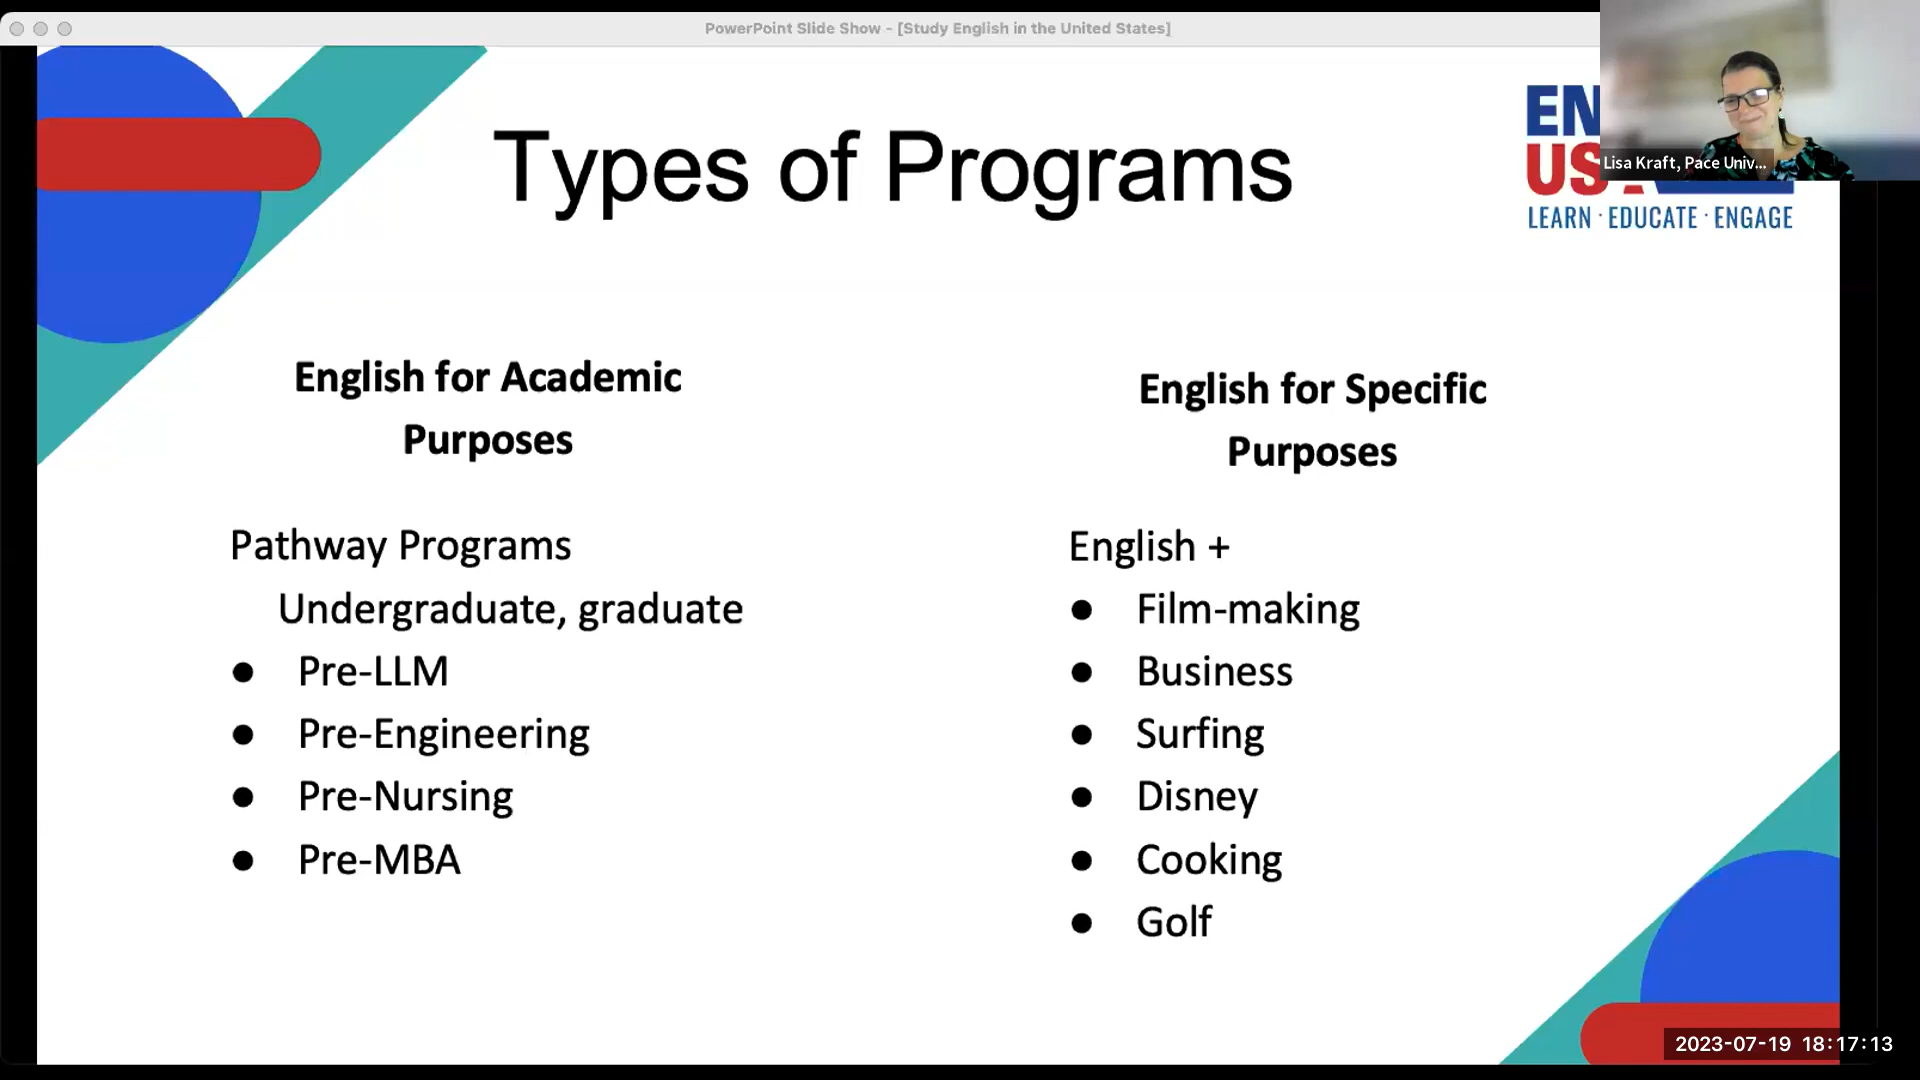 PowerPoint Slide Show - [Study English in the United States]
Types of Programs
EN
US
LEARN · EDUCATE · ENGAGE
Lisa Kraft, Pace Univ...
English for Academic
Purposes
Pathway Programs
Undergraduate, graduate
● Pre-LLM
● Pre-Engineering
● Pre-Nursing
● Pre-MBA
English for Specific
Purposes
English +
● Film-making
● Business
● Surfing
● Disney
● Cooking
● Golf
2023-07-19 18:17:13